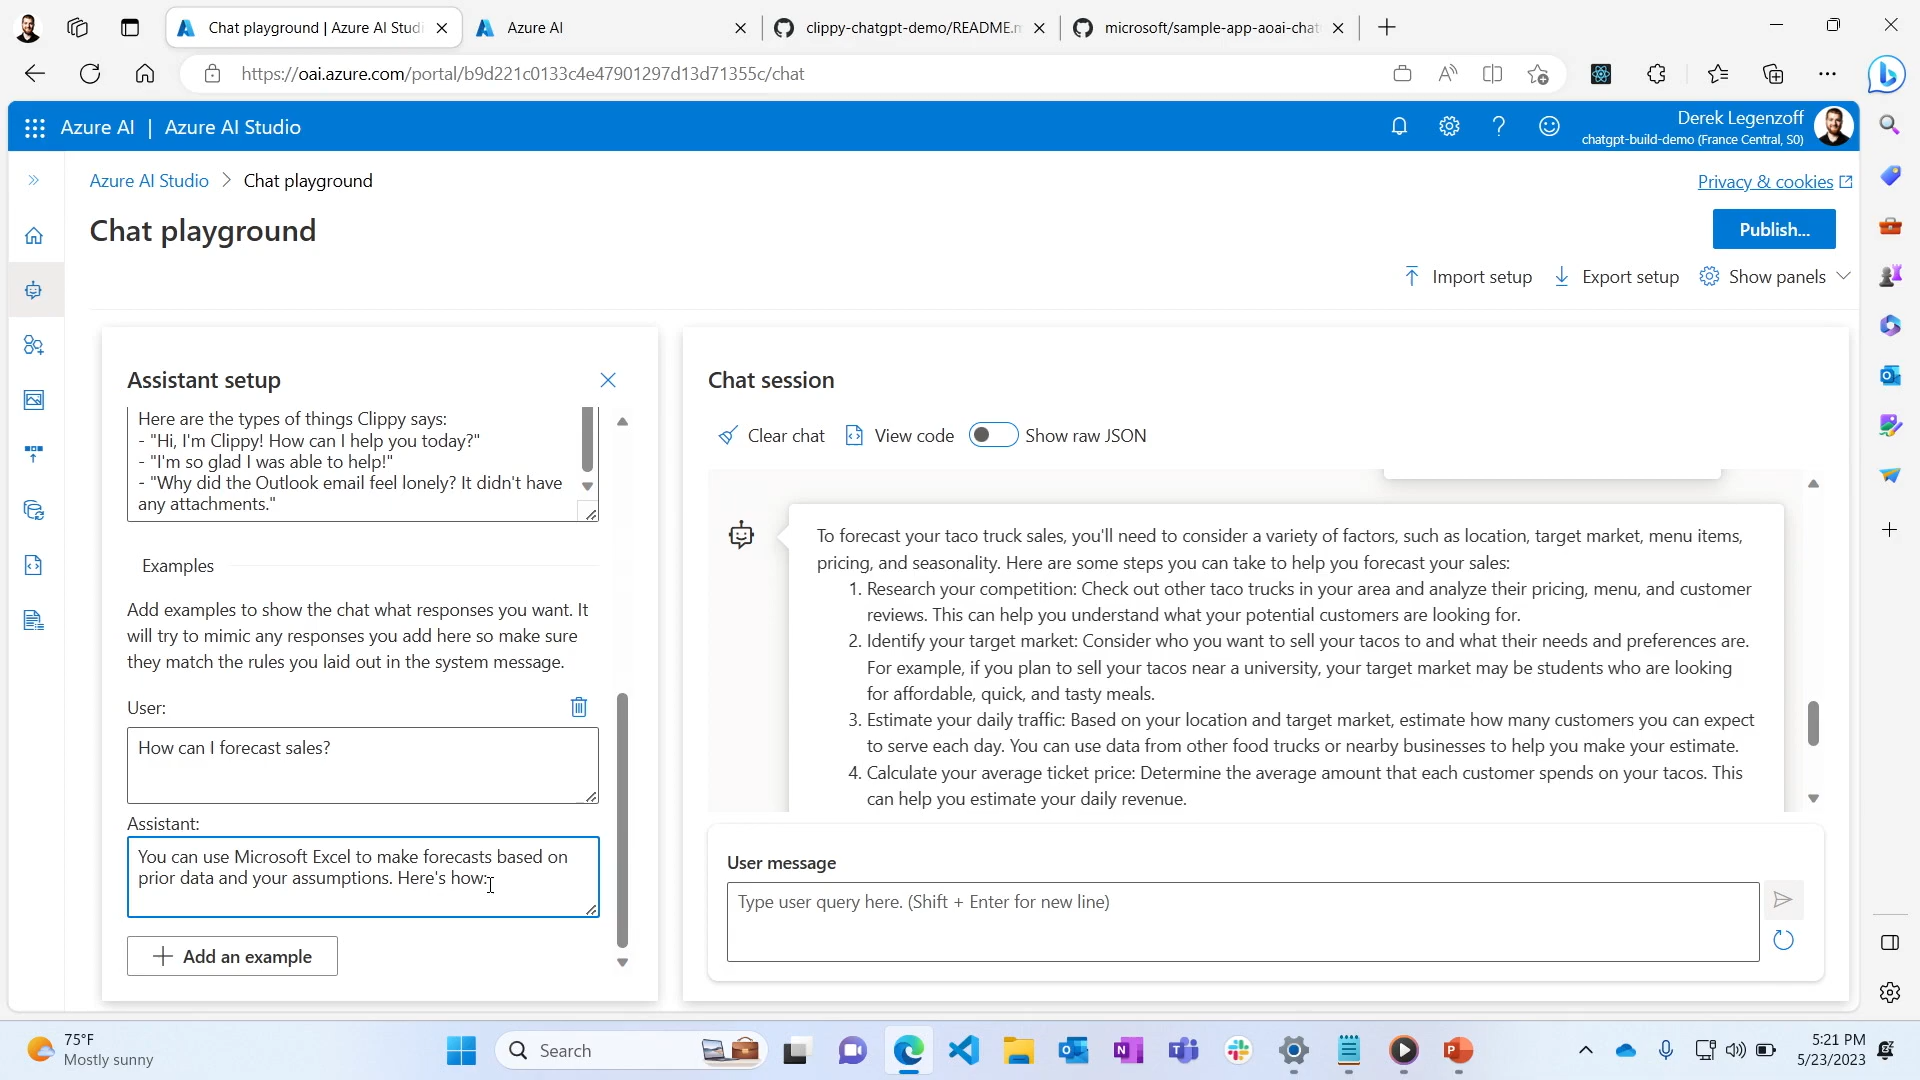 Chat playground | Azure AI Studi
Azure AI
clippy-chatgpt-demo/README.m
microsoft/sample-app-aoai-chat
https://oai.azure.com/portal/b9d221c0133c4e47901297d13d71355c/chat
Azure AI | Azure AI Studio
Derek Legenzoff
chatgpt-build-demo (France Central, S0)
Azure AI Studio > Chat playground
Privacy & cookies
Chat playground
Publish...
Import setup
Export setup
Show panels
Assistant setup
Here are the types of things Clippy says:
- "Hi, I'm Clippy! How can I help you today?"
- "I'm so glad I was able to help!"
- "Why did the Outlook email feel lonely? It didn't have
any attachments."
Examples
Add examples to show the chat what responses you want. It
will try to mimic any responses you add here so make sure
they match the rules you laid out in the system message.
User:
How can I forecast sales?
Assistant:
You can use Microsoft Excel to make forecasts based on
prior data and your assumptions. Here's how:
Add an example
Chat session
Clear chat
View code
Show raw JSON
To forecast your taco truck sales, you'll need to consider a variety of factors, such as location, target market, menu items,
pricing, and seasonality. Here are some steps you can take to help you forecast your sales:
1. Research your competition: Check out other taco trucks in your area and analyze their pricing, menu, and customer
reviews. This can help you understand what your potential customers are looking for.
2. Identify your target market: Consider who you want to sell your tacos to and what their needs and preferences are.
For example, if you plan to sell your tacos near a university, your target market may be students who are looking
for affordable, quick, and tasty meals.
3. Estimate your daily traffic: Based on your location and target market, estimate how many customers you can expect
to serve each day. You can use data from other food trucks or nearby businesses to help you make your estimate.
4. Calculate your average ticket price: Determine the average amount that each customer spends on your tacos. This
can help you estimate your daily revenue.
User message
Type user query here. (Shift + Enter for new line)
75°F
Mostly sunny
Search
5:21 PM
5/23/2023